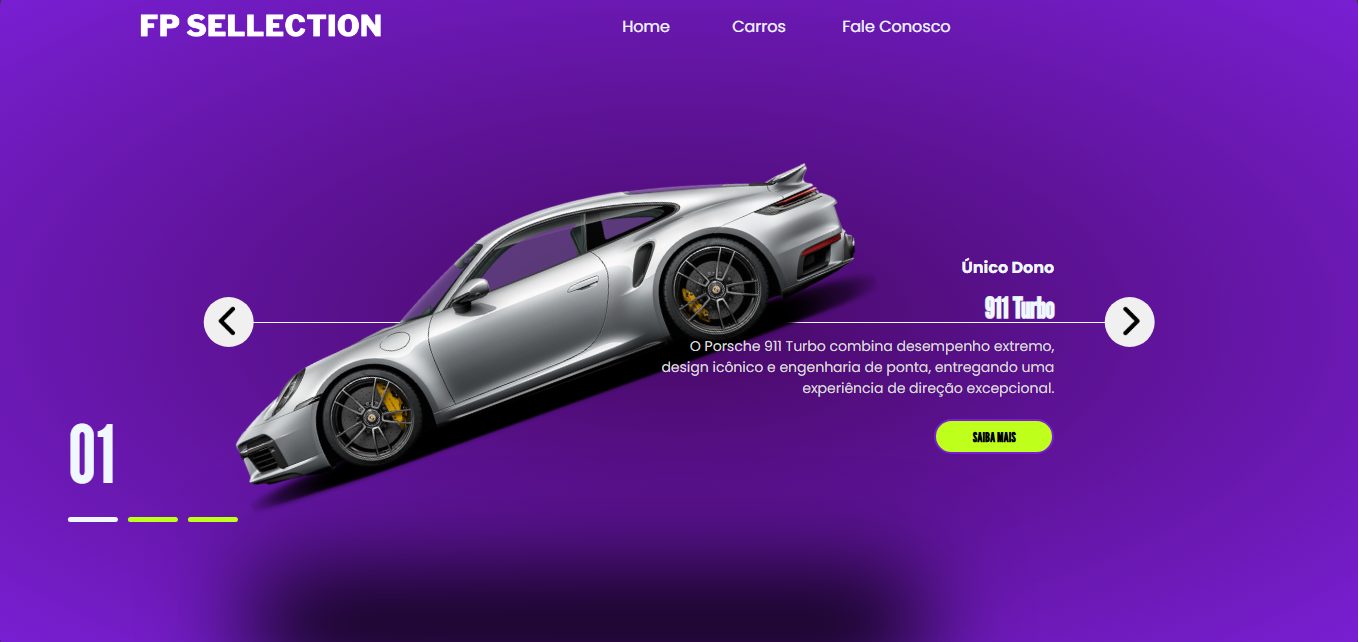 FP SELLECTION
Home Carros Fale Conosco
Único Dono
911 Turbo
O Porsche 911 Turbo combina desempenho extremo,
design icônico e engenharia de ponta, entregando uma
experiência de direção excepcional.
SAIBA MAIS
01